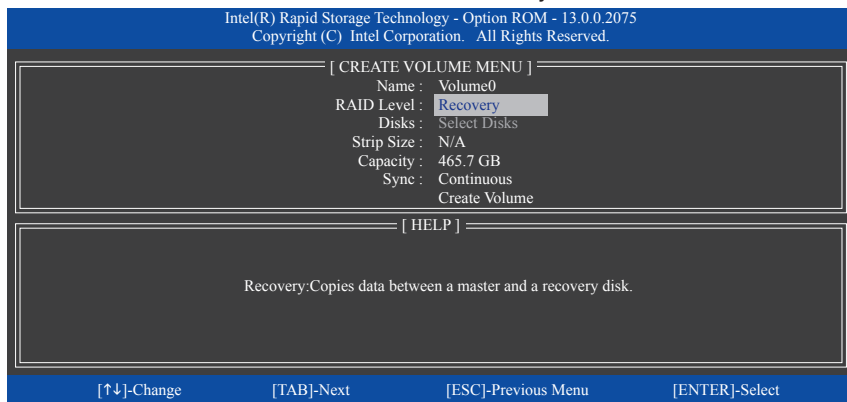 Intel(R) Rapid Storage Technology - Option ROM - 13.0.0.2075
Copyright (C) Intel Corporation. All Rights Reserved.
[ CREATE VOLUME MENU ]
Name : Volume0
RAID Level : Recovery
Disks : Select Disks
Strip Size : N/A
Capacity : 465.7 GB
Sync : Continuous
Create Volume
[ HELP ]
Recovery:Copies data between a master and a recovery disk.
[↑↓]-Change [TAB]-Next [ESC]-Previous Menu [ENTER]-Select